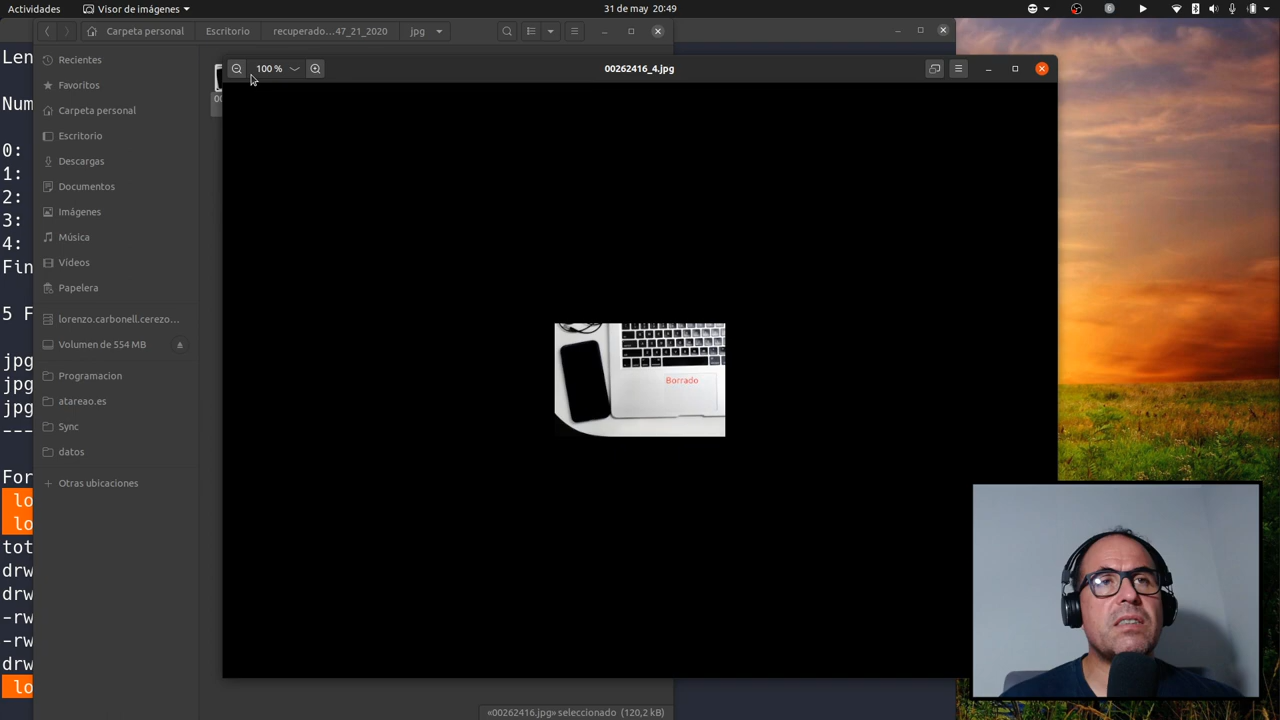 Actividades
Visor de imágenes
31 de may 20:49
Carpeta personal
Escritorio
recuperado...47_21_2020
jpg
100 %
00262416_4.jpg
Recientes
Favoritos
Carpeta personal
Escritorio
Descargas
Documentos
Imágenes
Música
Vídeos
Papelera
lorenzo.carbonell.cerezo...
Volumen de 554 MB
Programacion
atareao.es
Sync
datos
+ Otras ubicaciones
Len
Num
0:
1:
2:
3:
4:
Fin
5 F
jpg
jpg
jpg
---
For
lo
lo
tot
drw
drw
-rw
-rw
drw
lo
Borrado
«00262416.jpg» seleccionado (120,2 kB)